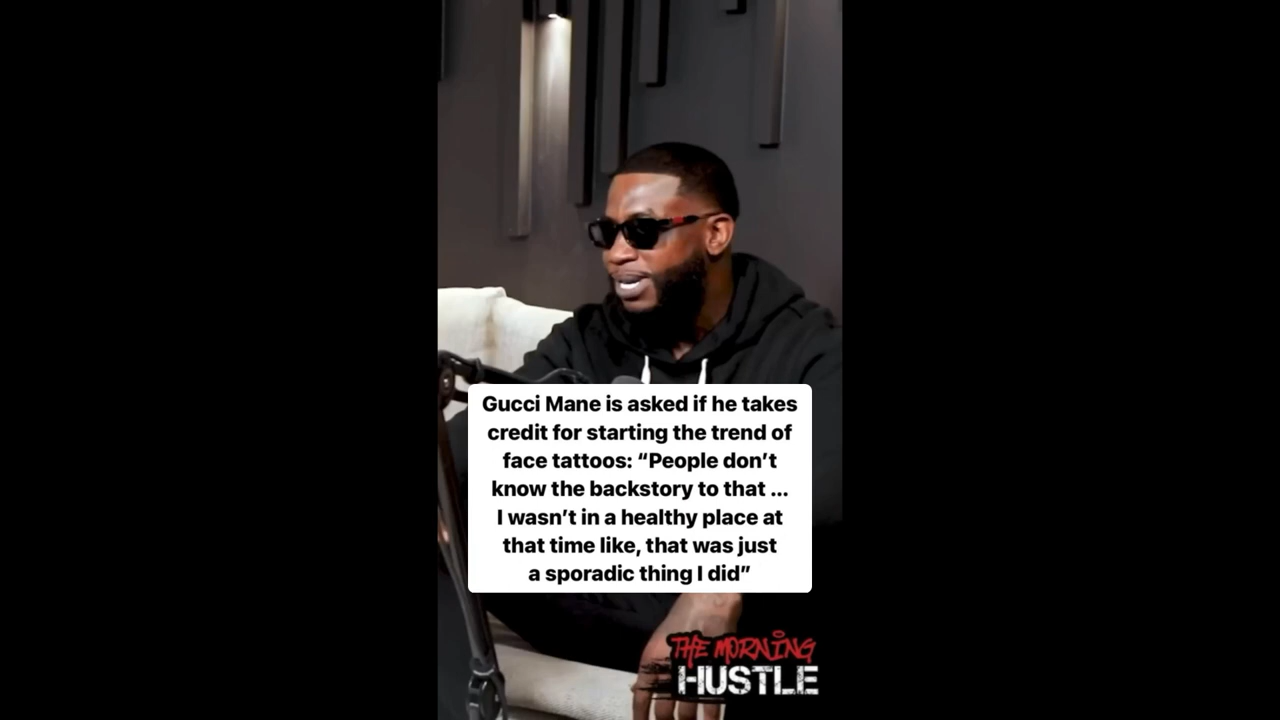 Gucci Mane is asked if he takes
credit for starting the trend of
face tattoos: “People don’t
know the backstory to that ...
I wasn’t in a healthy place at
that time like, that was just
a sporadic thing I did”
THE MORNING
HUSTLE